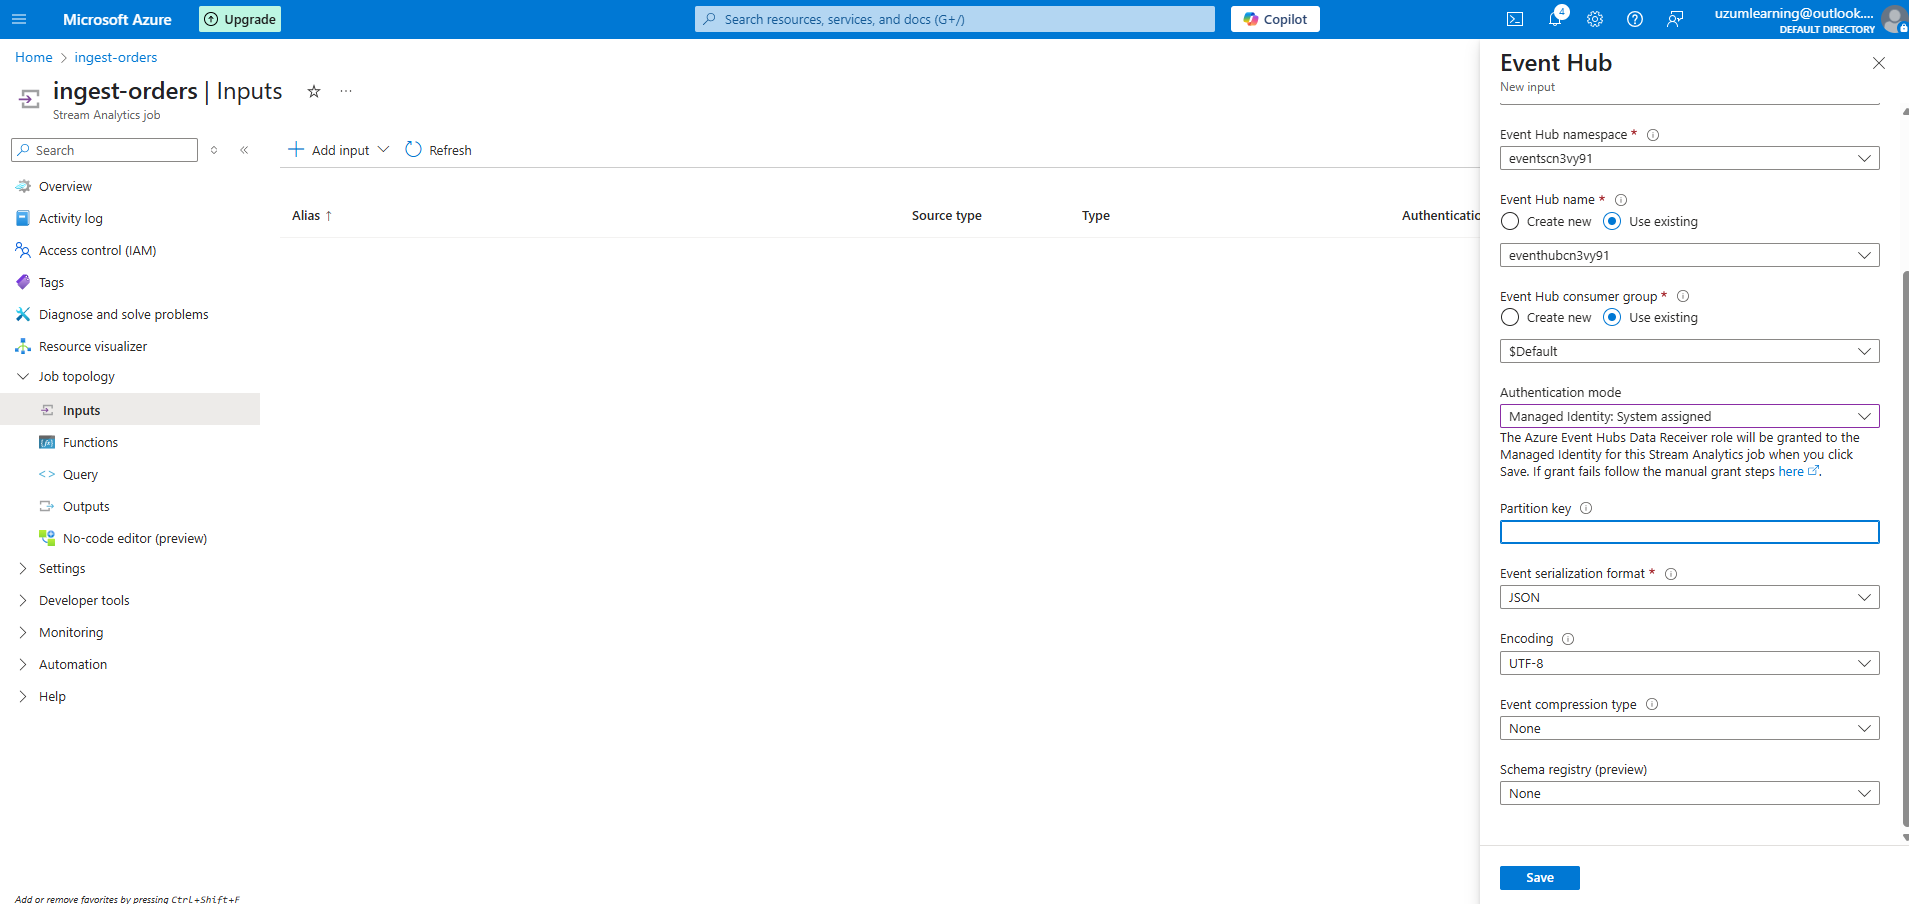 Microsoft Azure
Upgrade
Search resources, services, and docs (G+/)
Copilot
4
uzumlearning@outlook....
DEFAULT DIRECTORY
Home > ingest-orders
ingest-orders | Inputs
Stream Analytics job
Search
Add input
Refresh
Overview
Activity log
Access control (IAM)
Tags
Diagnose and solve problems
Resource visualizer
Job topology
Inputs
Functions
Query
Outputs
No-code editor (preview)
Settings
Developer tools
Monitoring
Automation
Help
Add or remove favorites by pressing Ctrl+Shift+F
Alias ↑ Source type Type Authenticatio
Event Hub
New input
Event Hub namespace *
eventscn3vy91
Event Hub name *
Create new Use existing
eventhubcn3vy91
Event Hub consumer group *
Create new Use existing
$Default
Authentication mode
Managed Identity: System assigned
The Azure Event Hubs Data Receiver role will be granted to the
Managed Identity for this Stream Analytics job when you click
Save. If grant fails follow the manual grant steps here.
Partition key
Event serialization format *
JSON
Encoding
UTF-8
Event compression type
None
Schema registry (preview)
None
Save